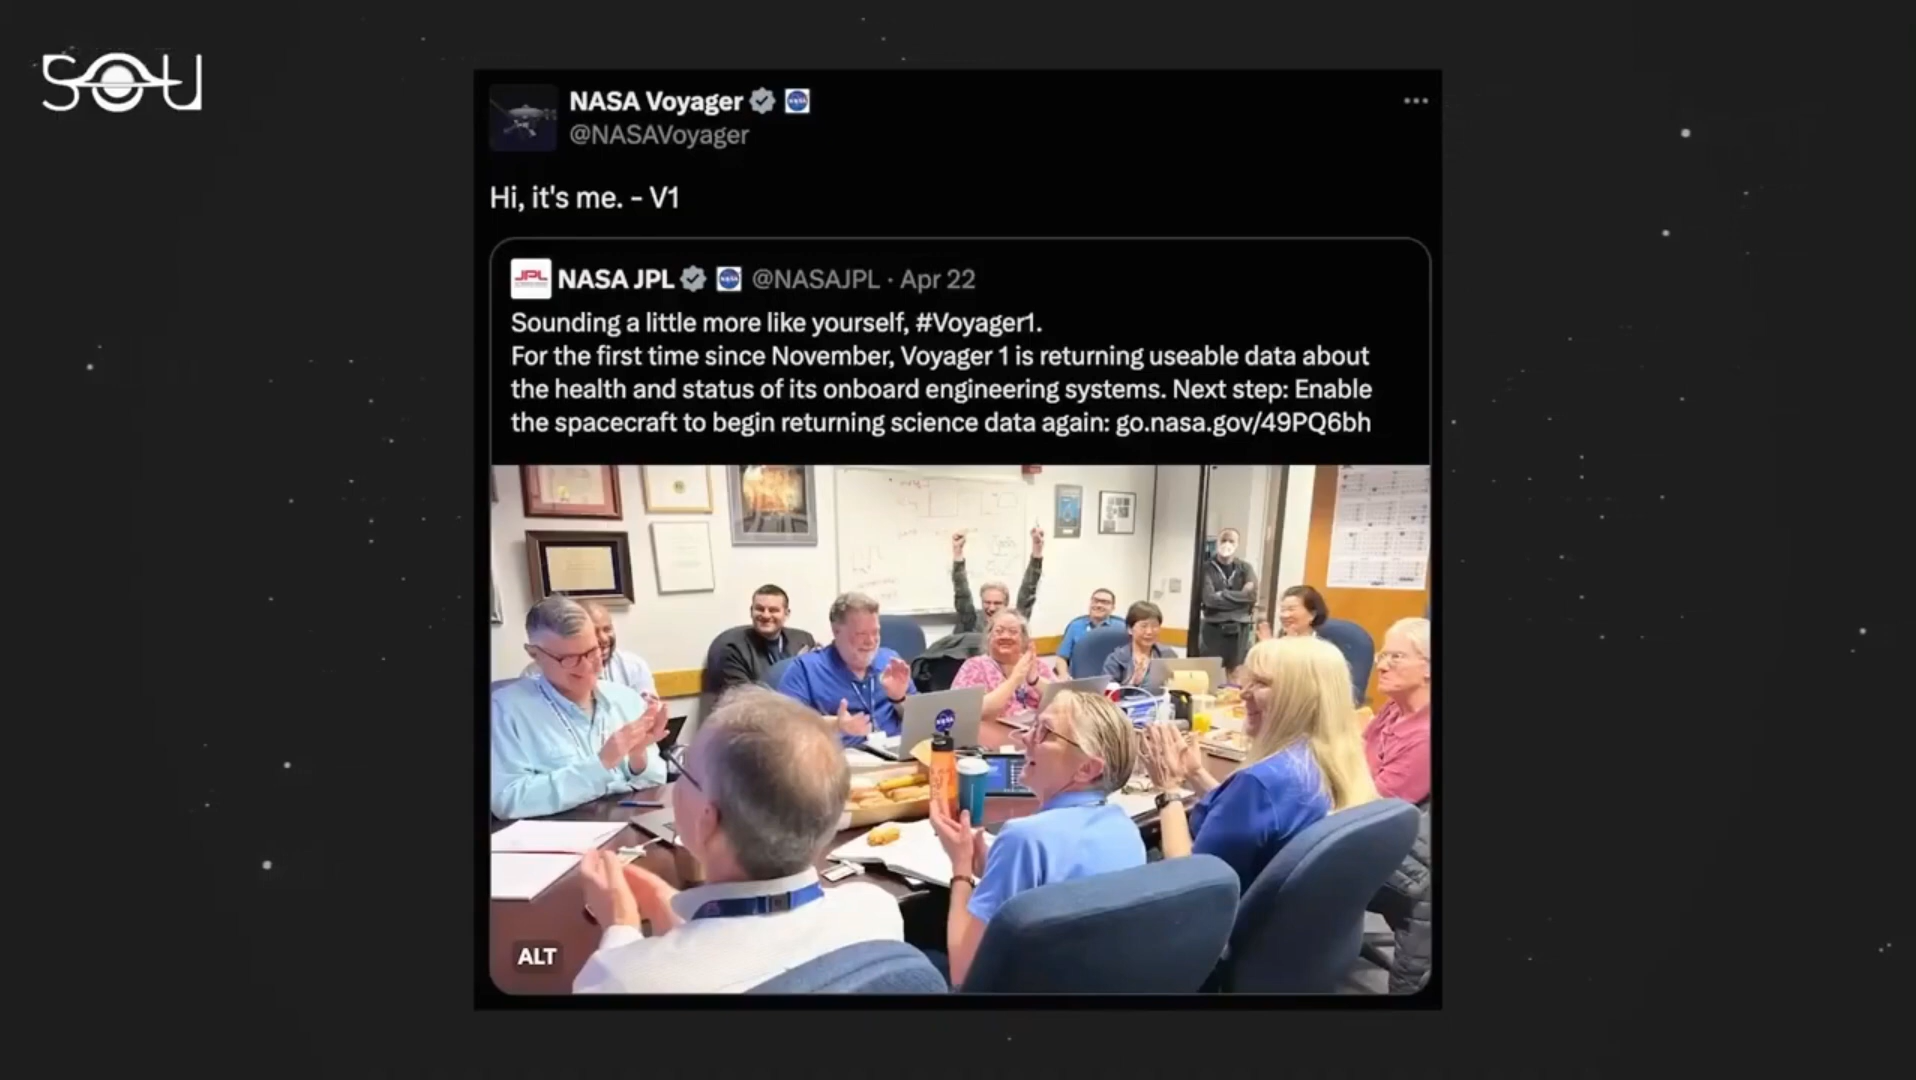 SOU
NASA Voyager
@NASAVoyager
Hi, it's me. - V1
JPL
NASA JPL @NASAJPL · Apr 22
Sounding a little more like yourself, #Voyager1.
For the first time since November, Voyager 1 is returning useable data about
the health and status of its onboard engineering systems. Next step: Enable
the spacecraft to begin returning science data again: go.nasa.gov/49PQ6bh
NASA
ALT